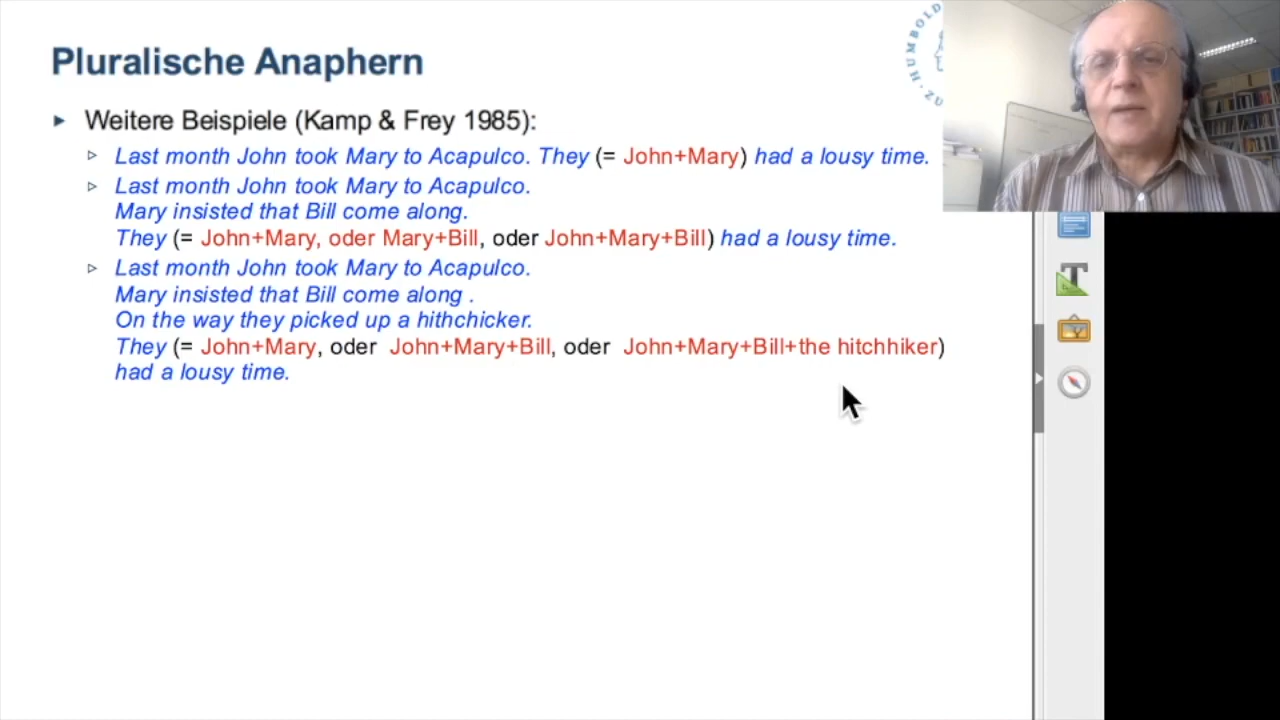 Pluralische Anaphern
HUMBOLD
ZU
► Weitere Beispiele (Kamp & Frey 1985):
▷ Last month John took Mary to Acapulco. They (= John+Mary) had a lousy time.
▷ Last month John took Mary to Acapulco.
Mary insisted that Bill come along.
They (= John+Mary, oder Mary+Bill, oder John+Mary+Bill) had a lousy time.
▷ Last month John took Mary to Acapulco.
Mary insisted that Bill come along .
On the way they picked up a hithchicker.
They (= John+Mary, oder John+Mary+Bill, oder John+Mary+Bill+the hitchhiker)
had a lousy time.